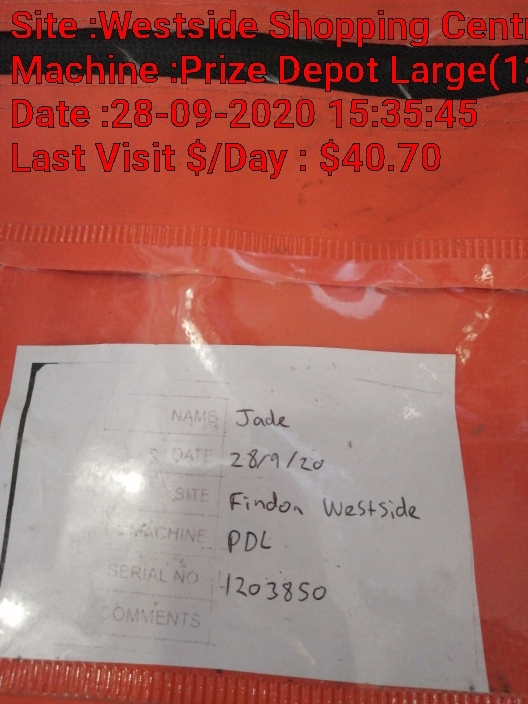 Site :Westside Shopping Centr
Machine :Prize Depot Large(1
Date :28-09-2020 15:35:45
Last Visit $/Day : $40.70
NAME Jade
DATE 28/9/20
SITE Findon Westside
MACHINE PDL
SERIAL NO 1203850
COMMENTS